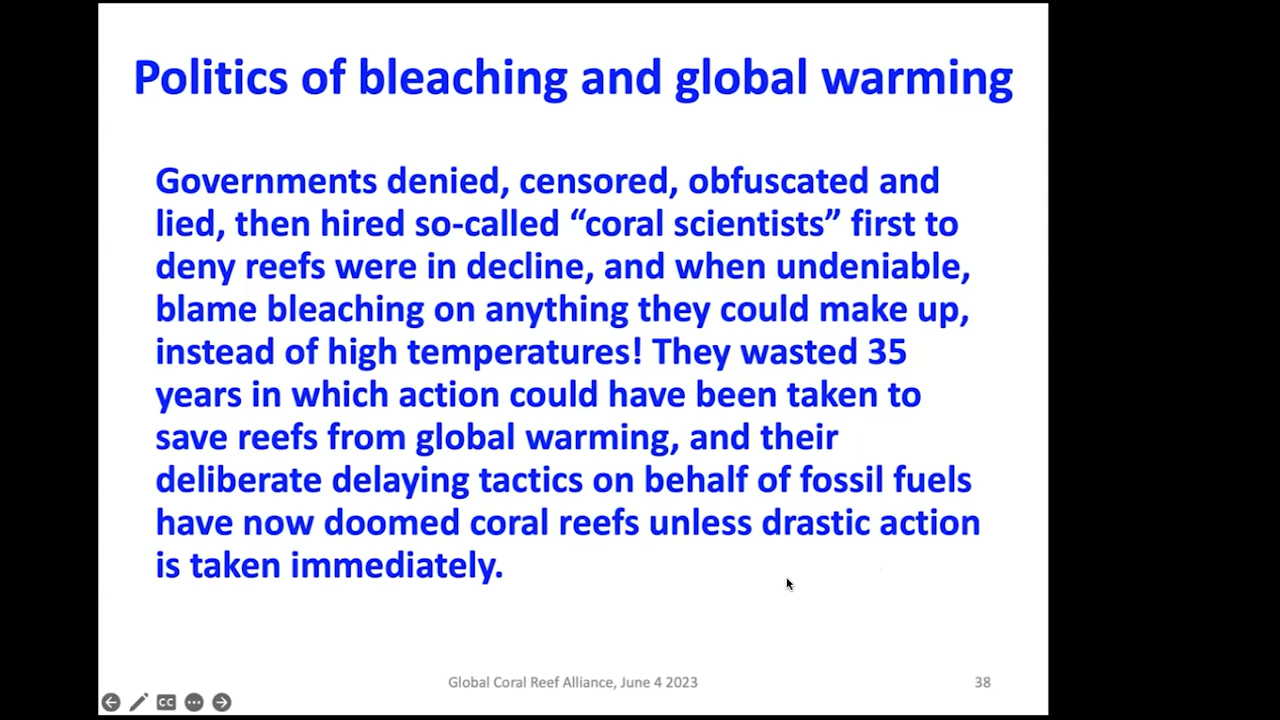 Politics of bleaching and global warming
Governments denied, censored, obfuscated and
lied, then hired so-called “coral scientists” first to
deny reefs were in decline, and when undeniable,
blame bleaching on anything they could make up,
instead of high temperatures! They wasted 35
years in which action could have been taken to
save reefs from global warming, and their
deliberate delaying tactics on behalf of fossil fuels
have now doomed coral reefs unless drastic action
is taken immediately.
Global Coral Reef Alliance, June 4 2023
38
CC